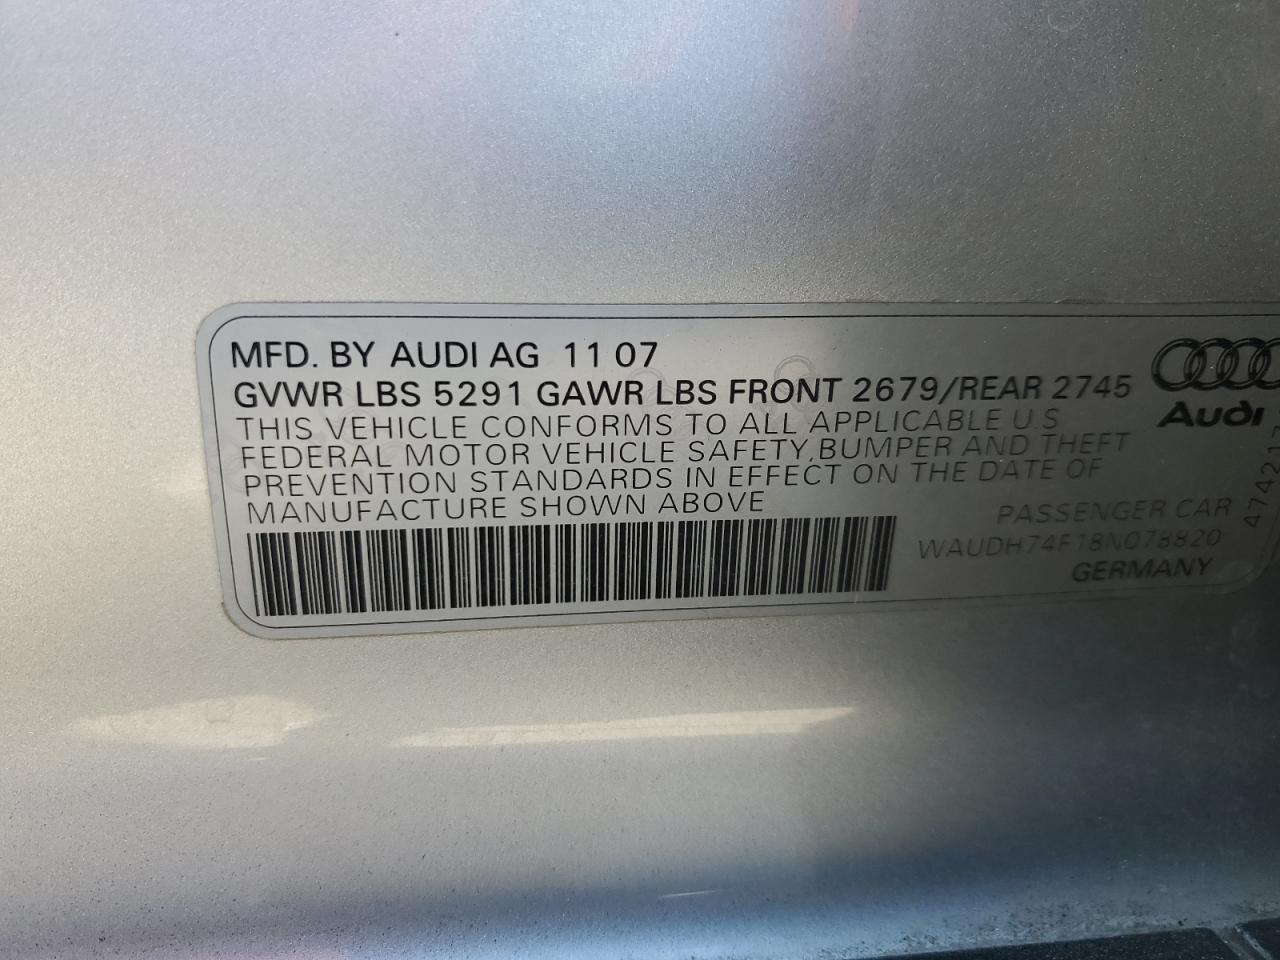 MFD. BY AUDI AG 11 07
GVWR LBS 5291 GAWR LBS FRONT 2679/REAR 2745
THIS VEHICLE CONFORMS TO ALL APPLICABLE U.S
FEDERAL MOTOR VEHICLE SAFETY,BUMPER AND THEFT
PREVENTION STANDARDS IN EFFECT ON THE DATE OF
MANUFACTURE SHOWN ABOVE
Audi
PASSENGER CAR
WAUDH74F18N078820
GERMANY